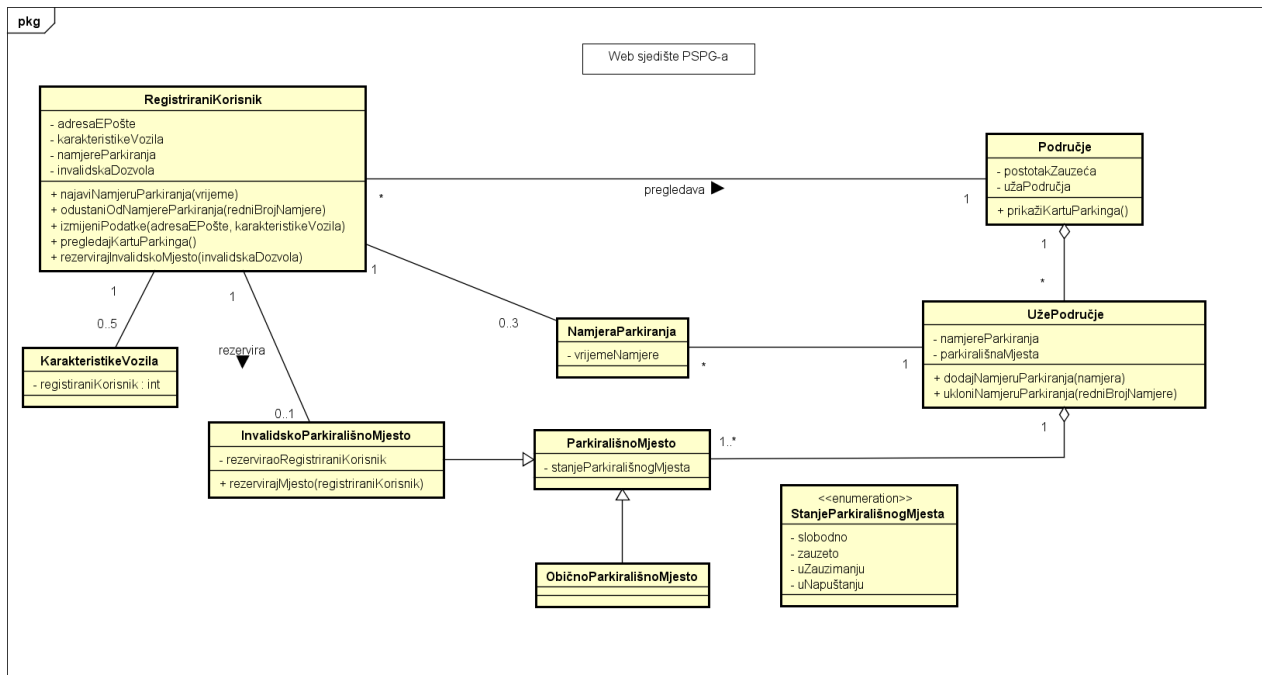 pkg
Web sjedište PSPG-a
RegistriraniKorisnik
- adresaEPošte
- karakteristikeVozila
- namjereParkiranja
- invalidskaDozvola
+ najaviNamjeruParkiranja(vrijeme)
+ odustaniOdNamjereParkiranja(redniBrojNamjere)
+ izmijeniPodatke(adresaEPošte, karakteristikeVozila)
+ pregledajKartuParkinga()
+ rezervirajInvalidskoMjesto(invalidskaDozvola)
*
pregledava
1
Područje
- postotakZauzeća
- užaPodručja
+ prikažiKartuParkinga()
1
*
1
0..5
1
rezervira
0..1
1
0..3
KarakteristikeVozila
- registiraniKorisnik : int
NamjeraParkiranja
- vrijemeNamjere
*
1
UžePodručje
- namjereParkiranja
- parkirališnaMjesta
+ dodajNamjeruParkiranja(namjera)
+ ukloniNamjeruParkiranja(redniBrojNamjere)
1
1..*
InvalidskoParkirališnoMjesto
- rezerviraoRegistriraniKorisnik
+ rezervirajMjesto(registriraniKorisnik)
ParkirališnoMjesto
- stanjeParkirališnogMjesta
ObičnoParkirališnoMjesto
<<enumeration>>
StanjeParkirališnogMjesta
- slobodno
- zauzeto
- uZauzimanju
- uNapuštanju